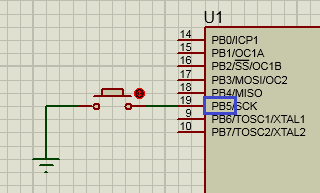 U1
14 PB0/ICP1
15 PB1/OC1A
16 PB2/SS/OC1B
17 PB3/MOSI/OC2
18 PB4/MISO
19 PB5/SCK
9 PB6/TOSC1/XTAL1
10 PB7/TOSC2/XTAL2